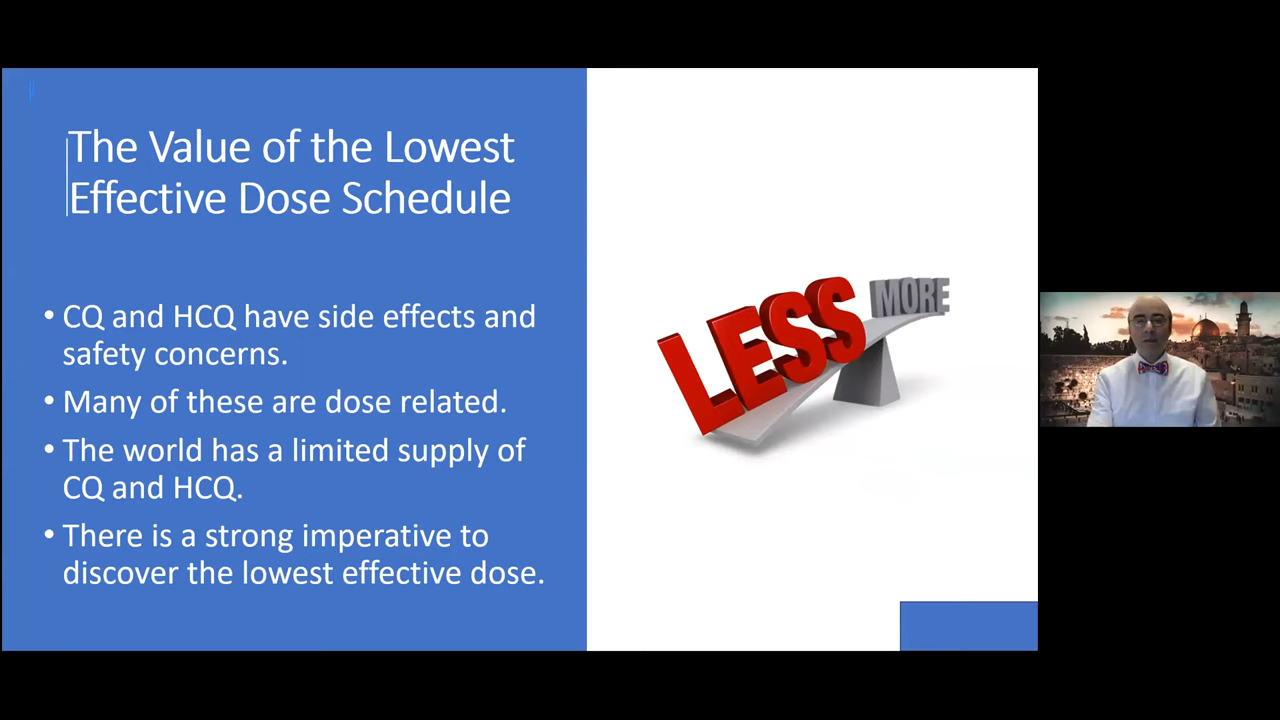 The Value of the Lowest
Effective Dose Schedule
• CQ and HCQ have side effects and
safety concerns.
• Many of these are dose related.
• The world has a limited supply of
CQ and HCQ.
• There is a strong imperative to
discover the lowest effective dose.
LESS
MORE